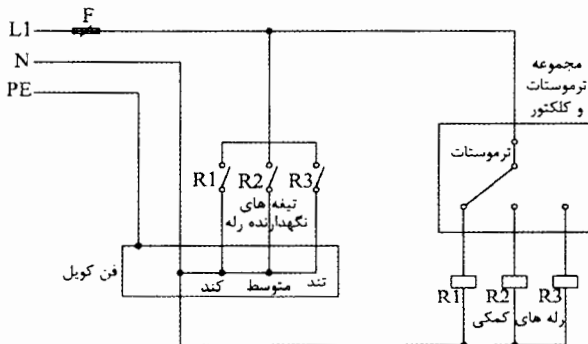 L1
F
N
PE
مجموعه
ترموستات
و کلکتور
ترموستات
R1
R2
R3
تیغه های
نگهدارنده رله
فن کویل
کند
متوسط
تند
R1
R2
R3
رله های کمکی